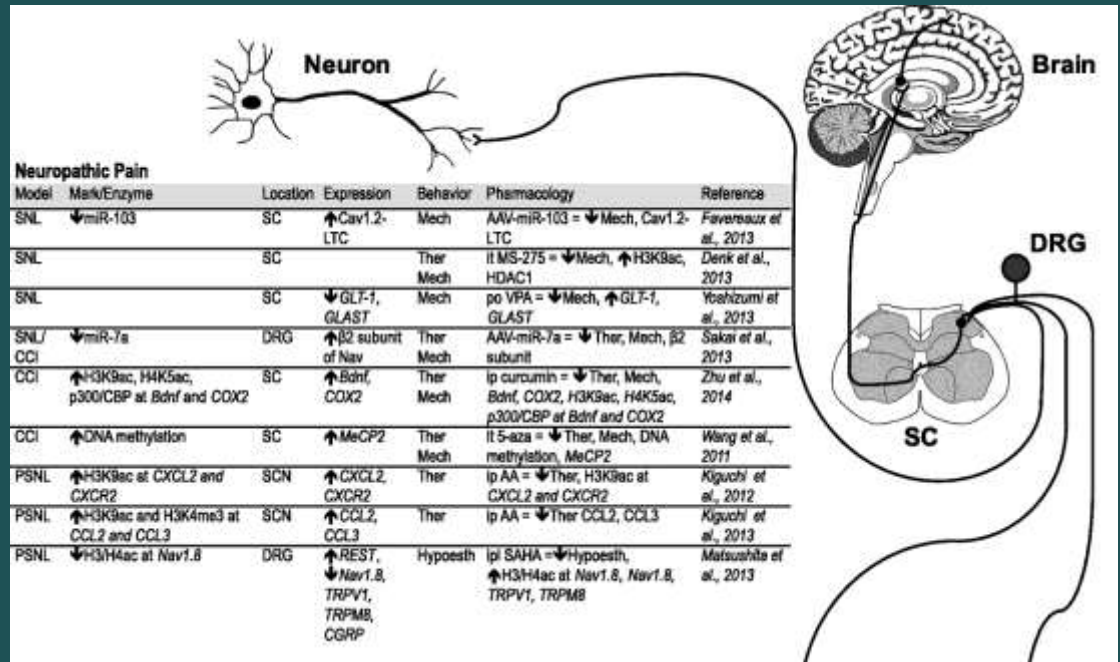 Neuron
Brain
DRG
SC
Neuropathic Pain
Model Mark/Enzyme Location Expression Behavior Pharmacology Reference
SNL ↓miR-103 SC ↑Cav1.2- Mech AAV-miR-103 = ↓Mech, Cav1.2- Favereaux et
LTC LTC al., 2013
SNL SC Ther it MS-275 = ↓Mech, ↑H3K9ac, Denk et al.,
Mech HDAC1 2013
SNL SC ↓GLT-1, Mech po VPA = ↓Mech, ↑GLT-1, Yoshizumi et
GLAST GLAST al., 2013
SNL/ ↓miR-7a DRG ↑β2 subunit Ther AAV-miR-7a = ↓Ther, Mech, β2 Sakai et al.,
CCI of Nav Mech subunit 2013
CCI ↑H3K9ac, H4K5ac, SC ↑Bdnf, Ther ip curcumin = ↓Ther, Mech, Zhu et al.,
p300/CBP at Bdnf and COX2 COX2 Mech Bdnf, COX2, H3K9ac, H4K5ac, 2014
p300/CBP at Bdnf and COX2
CCI ↑DNA methylation SC ↑MeCP2 Ther it 5-aza = ↓Ther, Mech, DNA Wang et al.,
Mech methylation, MeCP2 2011
PSNL ↑H3K9ac at CXCL2 and SCN ↑CXCL2, Ther ip AA = ↓Ther, H3K9ac at Kiguchi et
CXCR2 CXCR2 CXCL2 and CXCR2 al., 2012
PSNL ↑H3K9ac and H3K4me3 at SCN ↑CCL2, Ther ip AA = ↓Ther CCL2, CCL3 Kiguchi et
CCL2 and CCL3 CCL3 al., 2013
PSNL ↓H3/H4ac at Nav1.8 DRG ↑REST, Hypoesth ipl SAHA =↓Hypoesth, Matsushita et
↓Nav1.8, ↑H3/H4ac at Nav1.8, Nav1.8, al., 2013
TRPV1, TRPV1, TRPM8
TRPM8,
CGRP